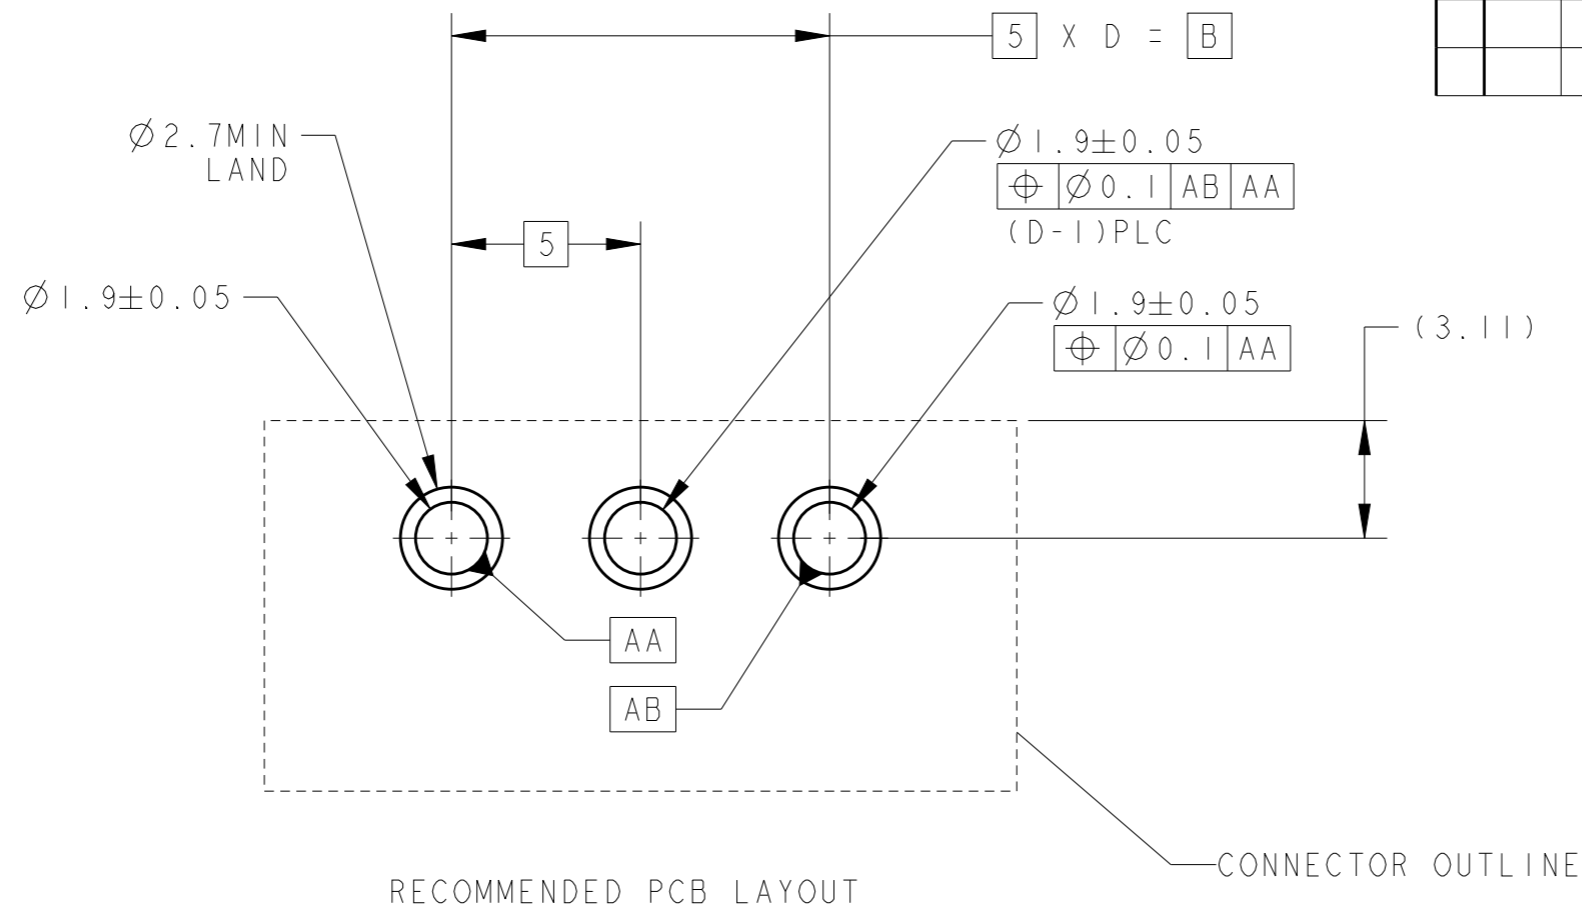 5 X D = B
Ø2.7MIN
LAND
Ø1.9±0.05
⌖ Ø0.1 AB AA
(D-1)PLC
5
Ø1.9±0.05
Ø1.9±0.05
⌖ Ø0.1 AA
(3.11)
AA
AB
CONNECTOR OUTLINE
RECOMMENDED PCB LAYOUT